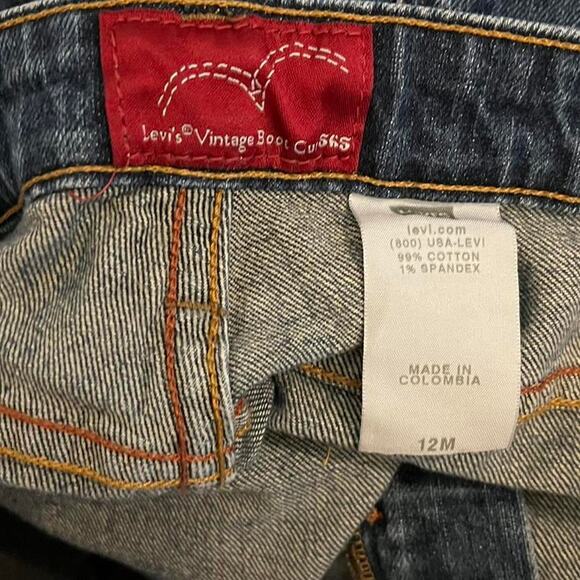 Levi's® Vintage Boot Cut 565
levi.com
(800) USA-LEVI
99% COTTON
1% SPANDEX
MADE IN
COLOMBIA
12M